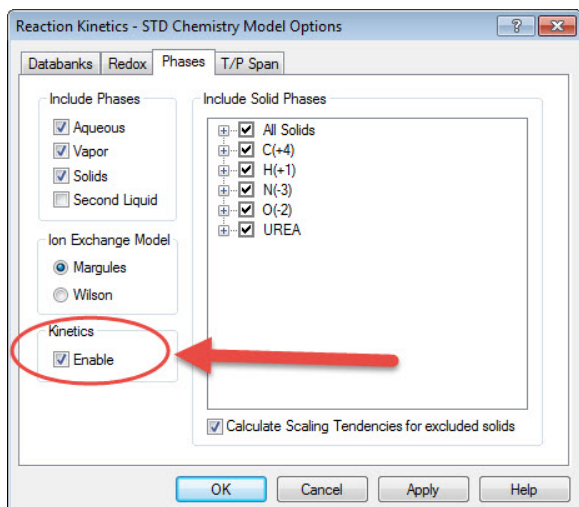 Reaction Kinetics - STD Chemistry Model Options
Databanks Redox Phases T/P Span
Include Phases
Aqueous
Vapor
Solids
Second Liquid
Ion Exchange Model
Margules
Wilson
Kinetics
Enable
Include Solid Phases
All Solids
C(+4)
H(+1)
N(-3)
O(-2)
UREA
Calculate Scaling Tendencies for excluded solids
OK Cancel Apply Help